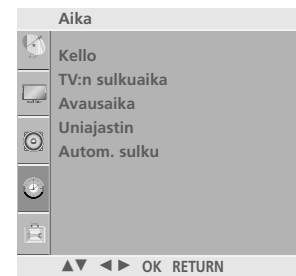 Aika
Kello
TV:n sulkuaika
Avausaika
Uniajastin
Autom. sulku
▲▼ ◄► OK RETURN